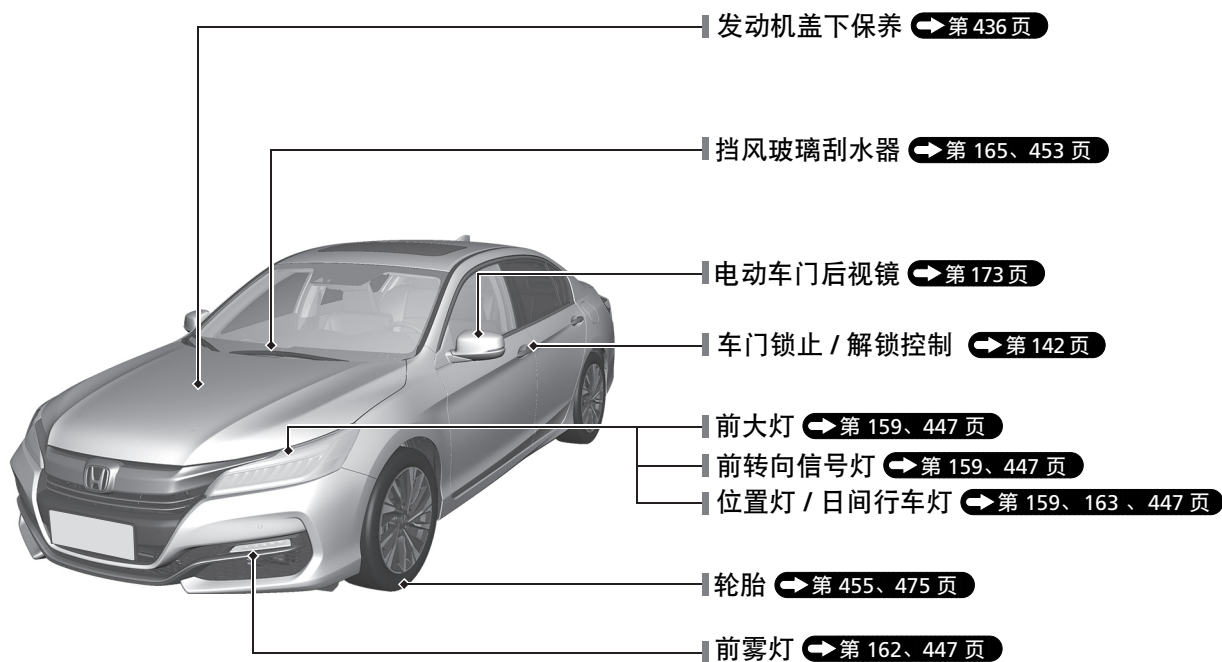 发动机盖下保养 第 436 页
挡风玻璃刮水器 第 165、453 页
电动车门后视镜 第 173 页
车门锁止 / 解锁控制 第 142 页
前大灯 第 159、447 页
前转向信号灯 第 159、447 页
位置灯 / 日间行车灯 第 159、163 、447 页
轮胎 第 455、475 页
前雾灯 第 162、447 页